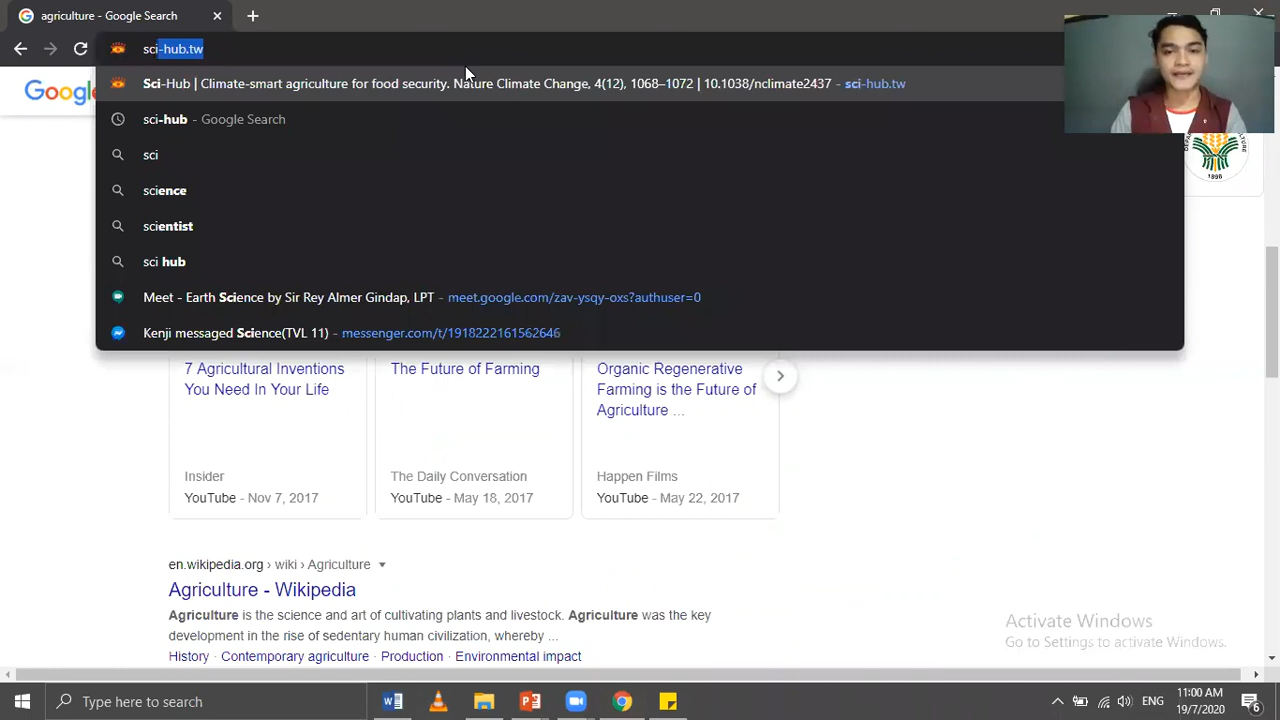 agriculture - Google Search
sci-hub.tw
Google
Sci-Hub | Climate-smart agriculture for food security. Nature Climate Change, 4(12), 1068–1072 | 10.1038/nclimate2437 - sci-hub.tw
sci-hub - Google Search
sci
science
scientist
sci hub
Meet - Earth Science by Sir Rey Almer Gindap, LPT - meet.google.com/zav-ysqy-oxs?authuser=0
Kenji messaged Science(TVL 11) - messenger.com/t/1918222161562646
1898
7 Agricultural Inventions
You Need In Your Life
Insider
YouTube - Nov 7, 2017
The Future of Farming
The Daily Conversation
YouTube - May 18, 2017
Organic Regenerative
Farming is the Future of
Agriculture ...
Happen Films
YouTube - May 22, 2017
en.wikipedia.org › wiki › Agriculture
Agriculture - Wikipedia
Agriculture is the science and art of cultivating plants and livestock. Agriculture was the key
development in the rise of sedentary human civilization, whereby ...
History · Contemporary agriculture · Production · Environmental impact
Activate Windows
Go to Settings to activate Windows.
Type here to search
ENG
11:00 AM
19/7/2020
6